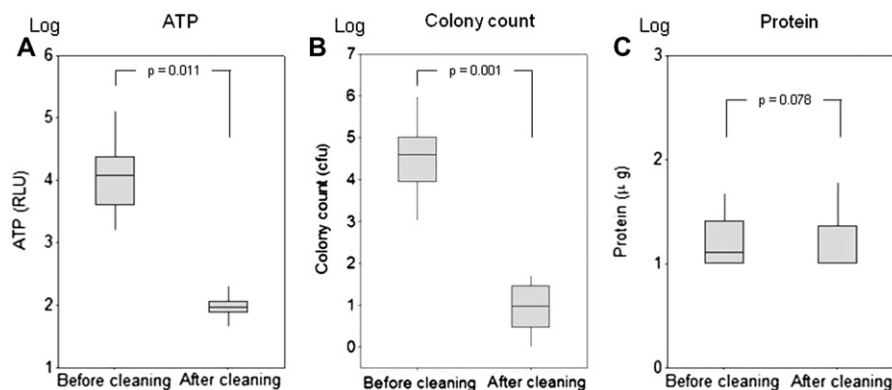 Log ATP
A
6
5
4
3
2
1
ATP (RLU)
p = 0.011
Before cleaning After cleaning
Log Colony count
B
7
6
5
4
3
2
1
0
Colony count (cfu)
p = 0.001
Before cleaning After cleaning
Log Protein
C
3
2
1
0
Protein (μ g)
p = 0.078
Before cleaning After cleaning